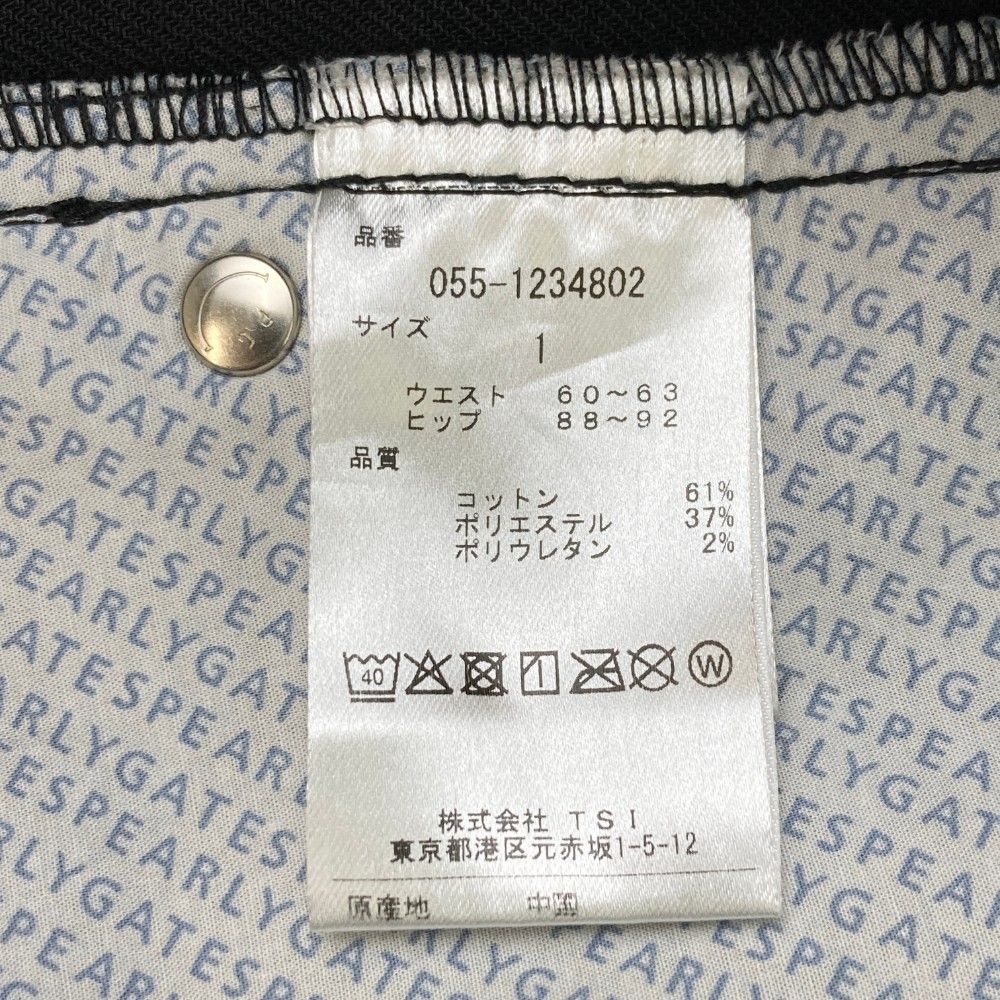 品番
055-1234802
サイズ
1
ウエスト 60～63
ヒップ 88～92
品質
コットン 61%
ポリエステル 37%
ポリウレタン 2%
40 W
株式会社 TSI
東京都港区元赤坂1-5-12
原産地 中国
PEARLYGATES